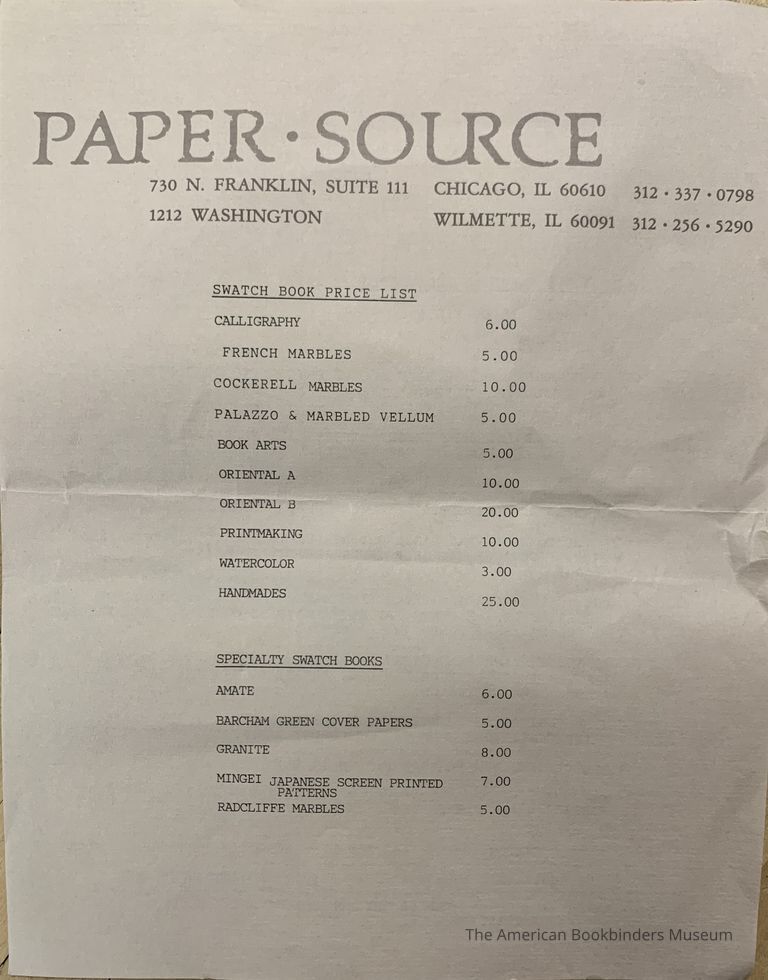 PAPER · SOURCE
730 N. FRANKLIN, SUITE 111 CHICAGO, IL 60610 312 · 337 · 0798
1212 WASHINGTON WILMETTE, IL 60091 312 · 256 · 5290
SWATCH BOOK PRICE LIST
CALLIGRAPHY 6.00
FRENCH MARBLES 5.00
COCKERELL MARBLES 10.00
PALAZZO & MARBLED VELLUM 5.00
BOOK ARTS 5.00
ORIENTAL A 10.00
ORIENTAL B 20.00
PRINTMAKING 10.00
WATERCOLOR 3.00
HANDMADES 25.00
SPECIALTY SWATCH BOOKS
AMATE 6.00
BARCHAM GREEN COVER PAPERS 5.00
GRANITE 8.00
MINGEI JAPANESE SCREEN PRINTED 7.00
PATTERNS
RADCLIFFE MARBLES 5.00
The American Bookbinders Museum